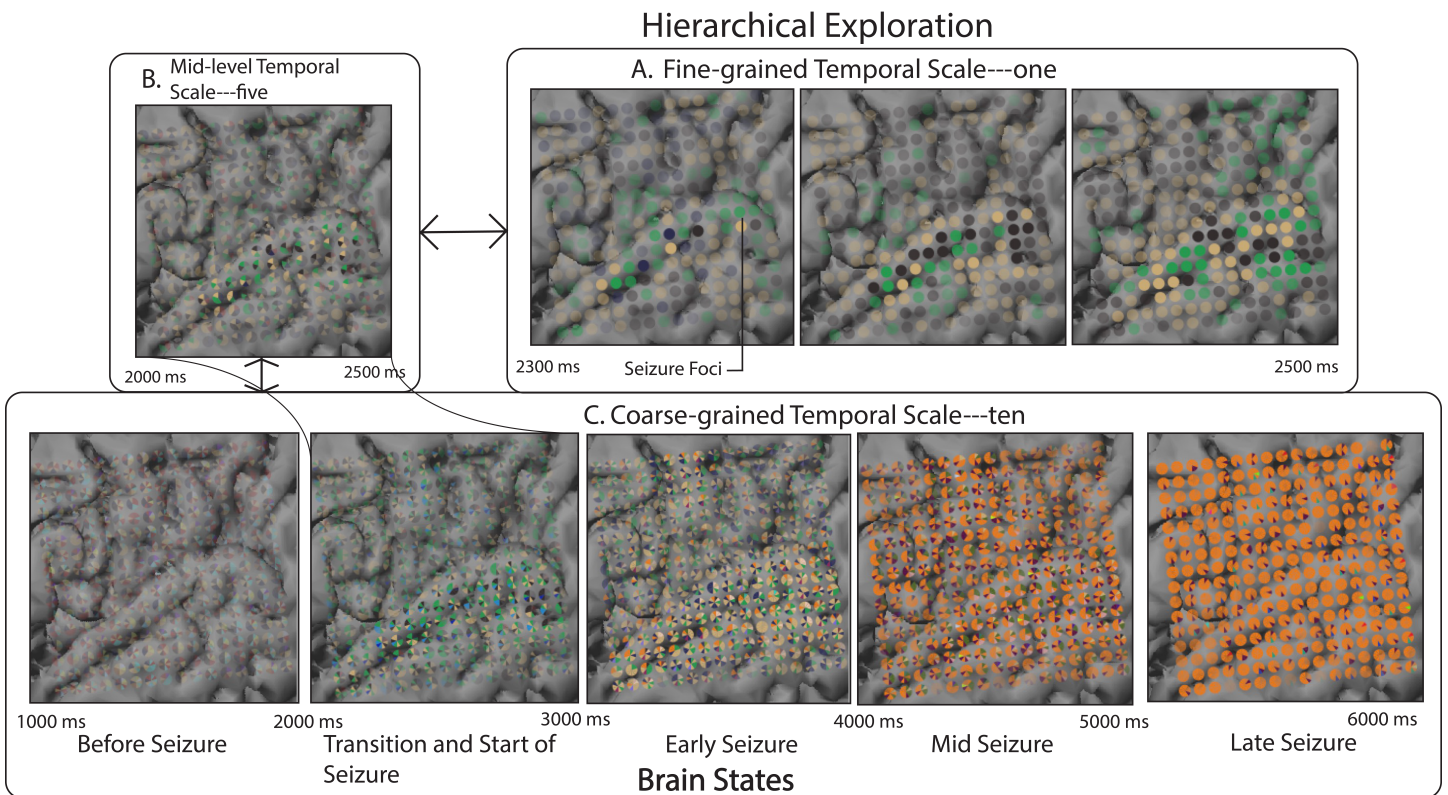 Hierarchical Exploration
B. Mid-level Temporal
Scale---five
A. Fine-grained Temporal Scale---one
2000 ms
2500 ms
2300 ms
Seizure Foci
2500 ms
C. Coarse-grained Temporal Scale---ten
1000 ms
2000 ms
3000 ms
4000 ms
5000 ms
6000 ms
Before Seizure
Transition and Start of
Seizure
Early Seizure
Mid Seizure
Late Seizure
Brain States